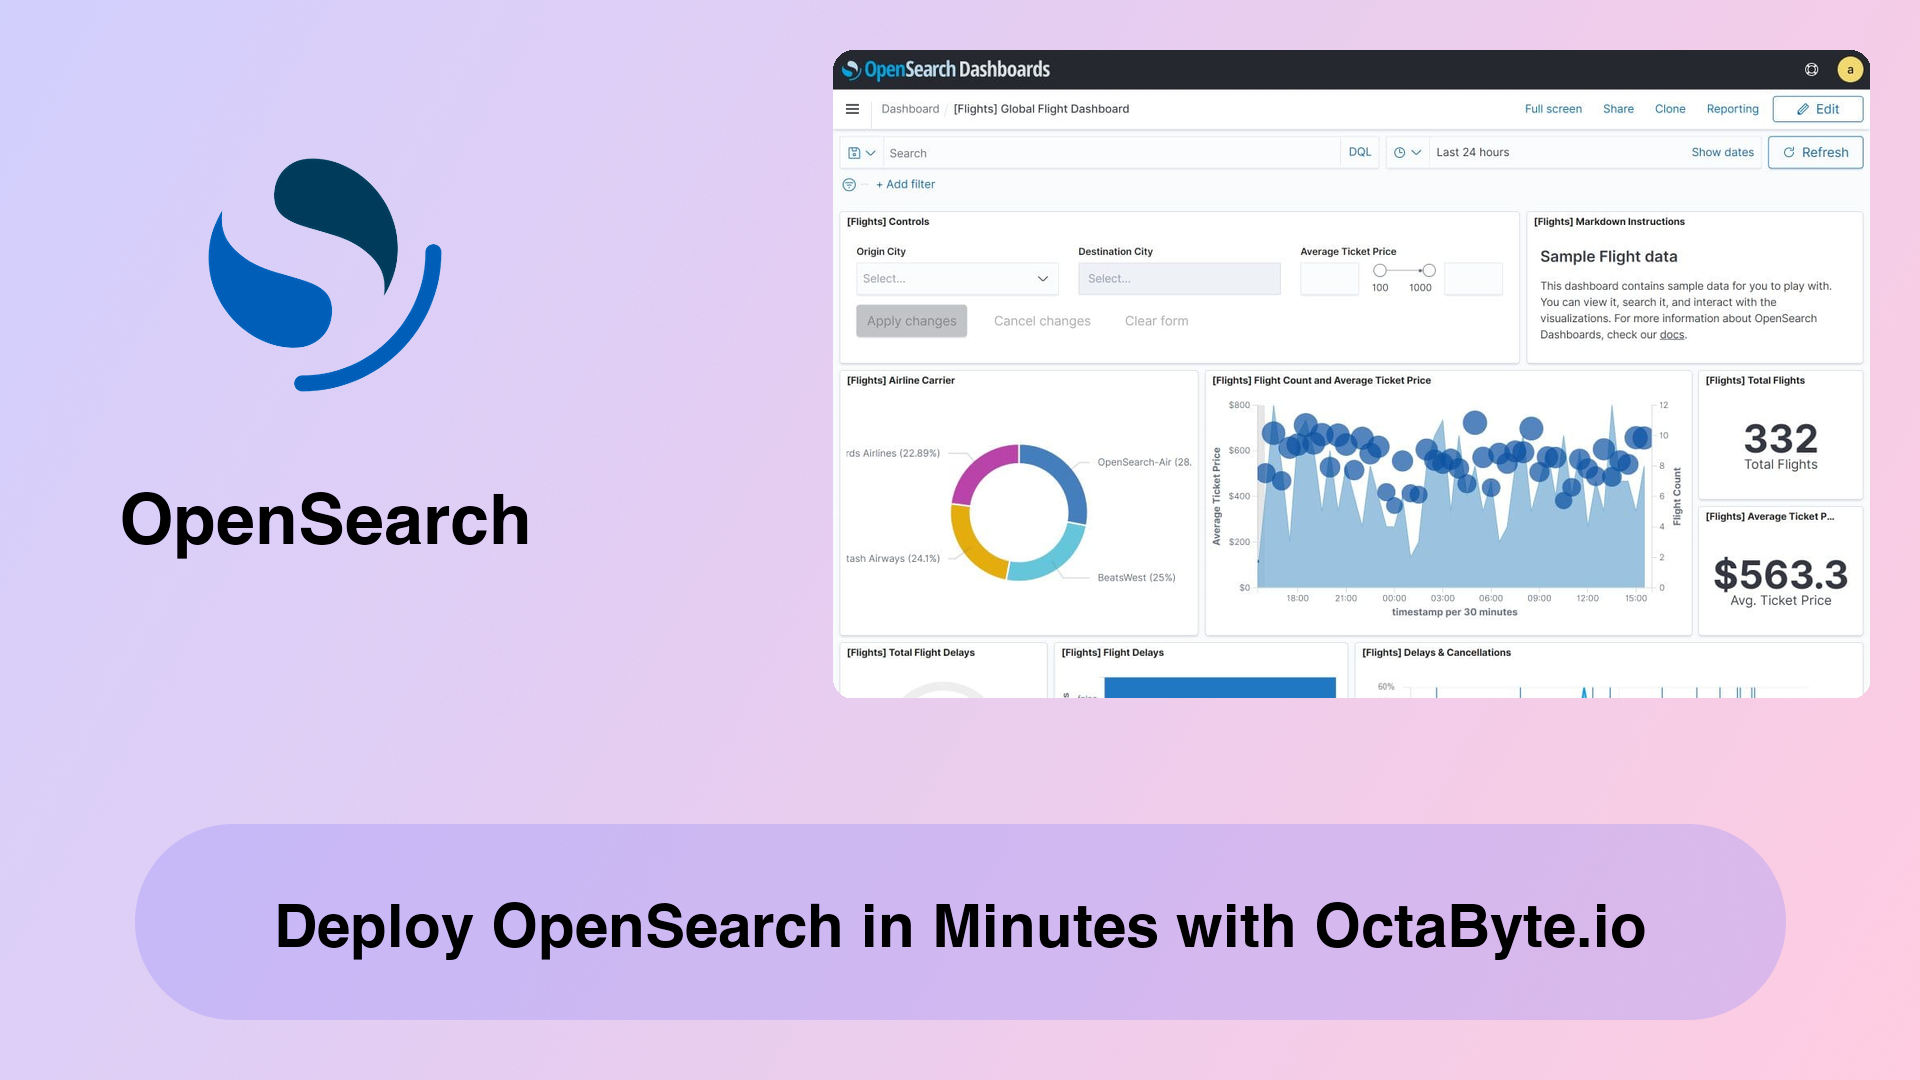 OpenSearch
OpenSearch Dashboards
a
Dashboard / [Flights] Global Flight Dashboard
Full screen Share Clone Reporting Edit
Search DQL Last 24 hours Show dates Refresh
+ Add filter
[Flights] Controls
Origin City Destination City Average Ticket Price
Select... Select...
100 1000
Apply changes Cancel changes Clear form
[Flights] Markdown Instructions
Sample Flight data
This dashboard contains sample data for you to play with.
You can view it, search it, and interact with the
visualizations. For more information about OpenSearch
Dashboards, check our docs.
[Flights] Airline Carrier
rds Airlines (22.89%)
OpenSearch-Air (28.
tash Airways (24.1%)
BeatsWest (25%)
[Flights] Flight Count and Average Ticket Price
Average Ticket Price
$800
$600
$400
$200
$0
12
10
8
6
4
2
0
Flight Count
18:00 21:00 00:00 03:00 06:00 09:00 12:00 15:00
timestamp per 30 minutes
[Flights] Total Flights
332
Total Flights
[Flights] Average Ticket P...
$563.3
Avg. Ticket Price
[Flights] Total Flight Delays
[Flights] Flight Delays
[Flights] Delays & Cancellations
60%
Deploy OpenSearch in Minutes with OctaByte.io